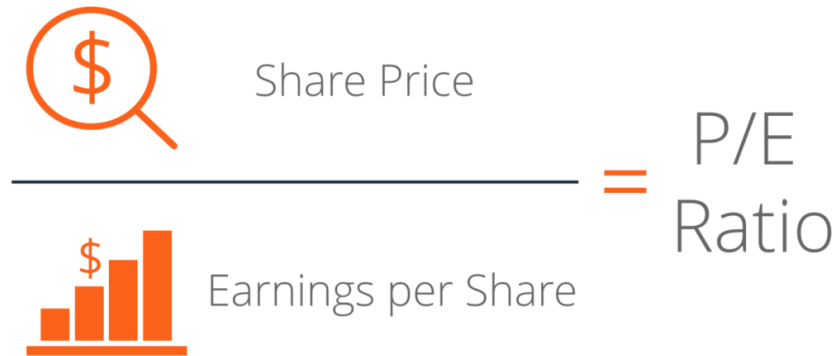 $
Share Price
=
P/E
Ratio
$
Earnings per Share